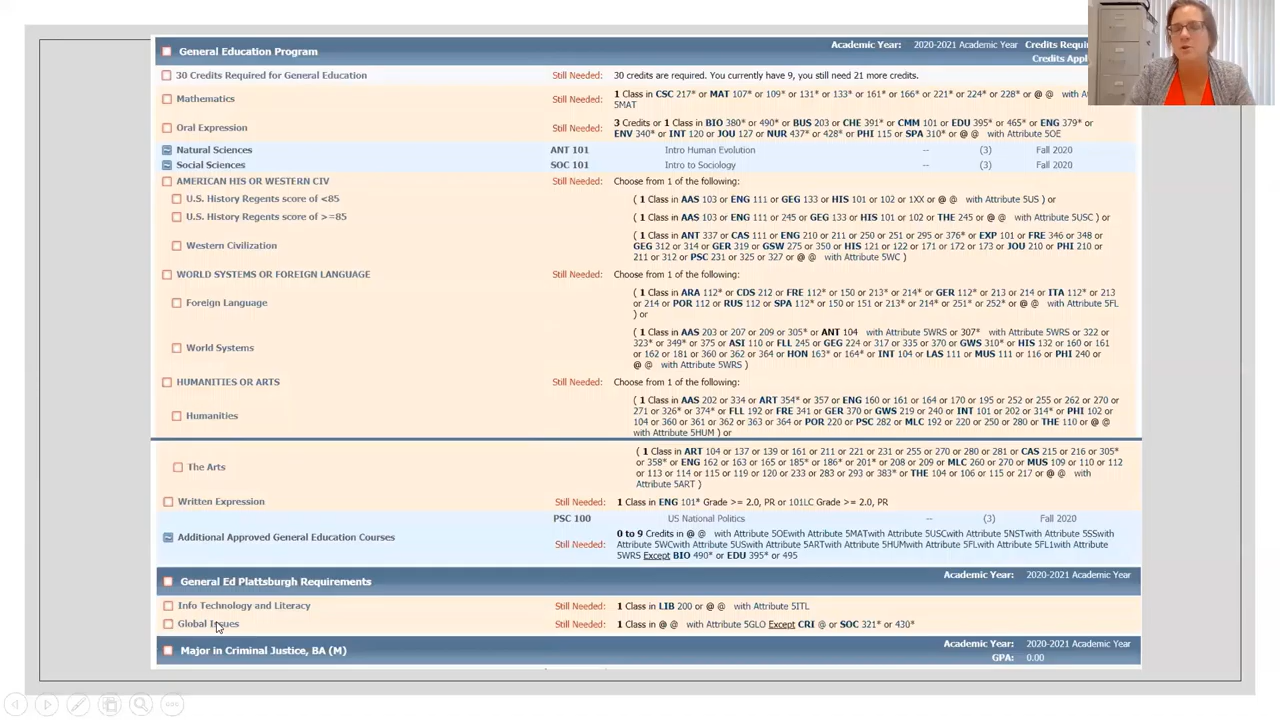 General Education Program Academic Year: 2020-2021 Academic Year Credits Requi
Credits Appl
30 Credits Required for General Education Still Needed: 30 credits are required. You currently have 9, you still need 21 more credits.
Mathematics Still Needed: 1 Class in CSC 217* or MAT 107* or 109* or 131* or 133* or 161* or 166* or 221* or 224* or 228* or @ @ with At
5MAT
Oral Expression Still Needed: 3 Credits or 1 Class in BIO 380* or 490* or BUS 203 or CHE 391* or CMM 101 or EDU 395* or 465* or ENG 379* or
ENV 340* or INT 120 or JOU 127 or NUR 437* or 428* or PHI 115 or SPA 310* or @ @ with Attribute 5OE
Natural Sciences ANT 101 Intro Human Evolution -- (3) Fall 2020
Social Sciences SOC 101 Intro to Sociology -- (3) Fall 2020
AMERICAN HIS OR WESTERN CIV Still Needed: Choose from 1 of the following:
U.S. History Regents score of <85 ( 1 Class in AAS 103 or ENG 111 or GEG 133 or HIS 101 or 102 or 1XX or @ @ with Attribute 5US ) or
U.S. History Regents score of >=85 ( 1 Class in AAS 103 or ENG 111 or 245 or GEG 133 or HIS 101 or 102 or THE 245 or @ @ with Attribute 5USC ) or
Western Civilization ( 1 Class in ANT 337 or CAS 111 or ENG 210 or 211 or 250 or 251 or 295 or 376* or EXP 101 or FRE 346 or 348 or
GEG 312 or 314 or GER 319 or GSW 275 or 350 or HIS 121 or 122 or 171 or 172 or 173 or JOU 210 or PHI 210 or
211 or 312 or PSC 231 or 325 or 327 or @ @ with Attribute 5WC )
WORLD SYSTEMS OR FOREIGN LANGUAGE Still Needed: Choose from 1 of the following:
Foreign Language ( 1 Class in ARA 112* or CDS 212 or FRE 112* or 150 or 213* or 214* or GER 112* or 213 or 214 or ITA 112* or 213
or 214 or POR 112 or RUS 112 or SPA 112* or 150 or 151 or 213* or 214* or 251* or 252* or @ @ with Attribute 5FL
) or
World Systems ( 1 Class in AAS 203 or 207 or 209 or 305* or ANT 104 with Attribute 5WRS or 307* with Attribute 5WRS or 322 or
323* or 349* or 375 or ASI 110 or FLL 245 or GEG 224 or 317 or 335 or 370 or GWS 310* or HIS 132 or 160 or 161
or 162 or 181 or 360 or 362 or 364 or HON 163* or 164* or INT 104 or LAS 111 or MUS 111 or 116 or PHI 240 or
@ @ with Attribute 5WRS )
HUMANITIES OR ARTS Still Needed: Choose from 1 of the following:
Humanities ( 1 Class in AAS 202 or 334 or ART 354* or 357 or ENG 160 or 161 or 164 or 170 or 195 or 252 or 255 or 262 or 270 or
271 or 326* or 374* or FLL 192 or FRE 341 or GER 370 or GWS 219 or 240 or INT 101 or 202 or 314* or PHI 102 or
104 or 360 or 361 or 362 or 363 or 364 or POR 220 or PSC 282 or MLC 192 or 220 or 250 or 280 or THE 110 or @ @
with Attribute 5HUM ) or
The Arts ( 1 Class in ART 104 or 137 or 139 or 161 or 211 or 221 or 231 or 255 or 270 or 280 or 281 or CAS 215 or 216 or 305*
or 358* or ENG 162 or 163 or 165 or 185* or 186* or 201* or 208 or 209 or MLC 260 or 270 or MUS 109 or 110 or 112
or 113 or 114 or 115 or 119 or 120 or 233 or 283 or 293 or 383* or THE 104 or 106 or 115 or 217 or @ @ with
Attribute 5ART )
Written Expression Still Needed: 1 Class in ENG 101* Grade >= 2.0, PR or 101LC Grade >= 2.0, PR
PSC 100 US National Politics -- (3) Fall 2020
Additional Approved General Education Courses Still Needed: 0 to 9 Credits in @ @ with Attribute 5OEwith Attribute 5MATwith Attribute 5USCwith Attribute 5NSTwith Attribute 5SSwith
Attribute 5WCwith Attribute 5USwith Attribute 5ARTwith Attribute 5HUMwith Attribute 5FLwith Attribute 5FL1with Attribute
5WRS Except BIO 490* or EDU 395* or 495
General Ed Plattsburgh Requirements Academic Year: 2020-2021 Academic Year
Info Technology and Literacy Still Needed: 1 Class in LIB 200 or @ @ with Attribute 5ITL
Global Issues Still Needed: 1 Class in @ @ with Attribute 5GLO Except CRI @ or SOC 321* or 430*
Major in Criminal Justice, BA (M) Academic Year: 2020-2021 Academic Year
GPA: 0.00